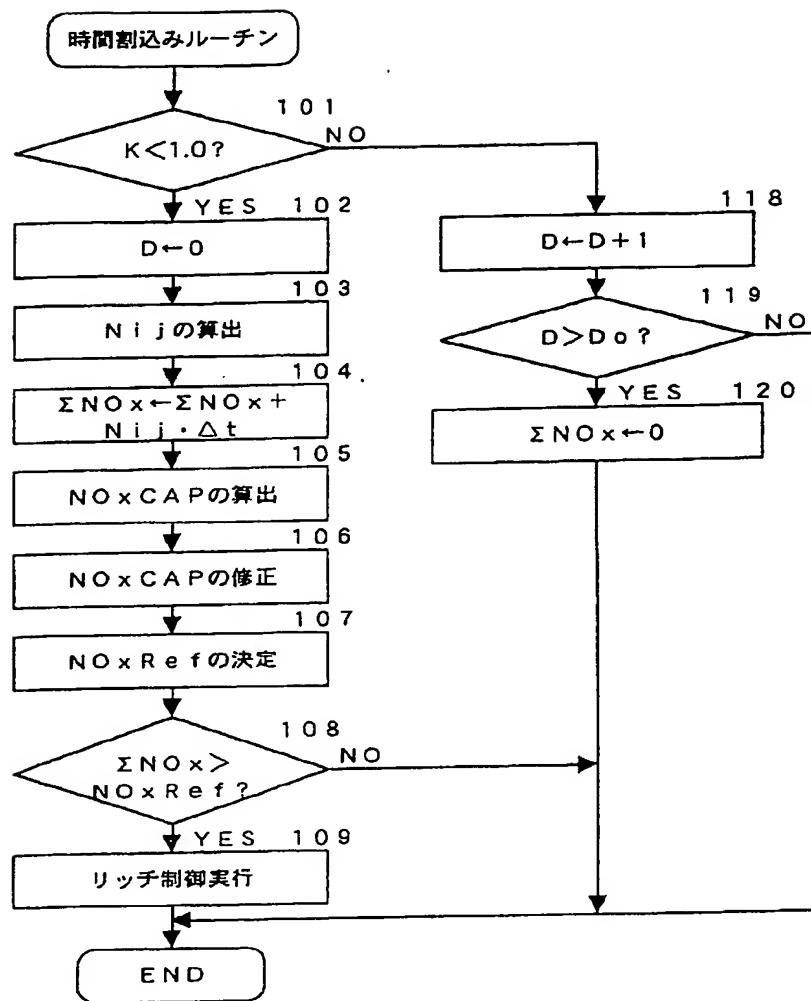 時間割込みルーチン
101
K<1.0?
NO
YES 102
D←0
103
Nijの算出
104
ΣNOx←ΣNOx+
Nij・Δt
105
NOxCAPの算出
106
NOxCAPの修正
107
NOxRefの決定
108
ΣNOx>
NOxRef?
NO
YES 109
リッチ制御実行
END
118
D←D+1
119
D>Do?
NO
YES 120
ΣNOx←0